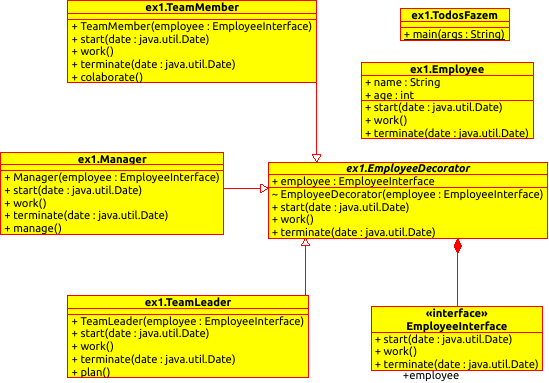 ex1.TeamMember
+ TeamMember(employee : EmployeeInterface)
+ start(date : java.util.Date)
+ work()
+ terminate(date : java.util.Date)
+ colaborate()
ex1.TodosFazem
+ main(args : String)
ex1.Employee
+ name : String
+ age : int
+ start(date : java.util.Date)
+ work()
+ terminate(date : java.util.Date)
ex1.Manager
+ Manager(employee : EmployeeInterface)
+ start(date : java.util.Date)
+ work()
+ terminate(date : java.util.Date)
+ manage()
ex1.EmployeeDecorator
+ employee : EmployeeInterface
~ EmployeeDecorator(employee : EmployeeInterface)
+ start(date : java.util.Date)
+ work()
+ terminate(date : java.util.Date)
ex1.TeamLeader
+ TeamLeader(employee : EmployeeInterface)
+ start(date : java.util.Date)
+ work()
+ terminate(date : java.util.Date)
+ plan()
«interface»
EmployeeInterface
+ start(date : java.util.Date)
+ work()
+ terminate(date : java.util.Date)
+employee